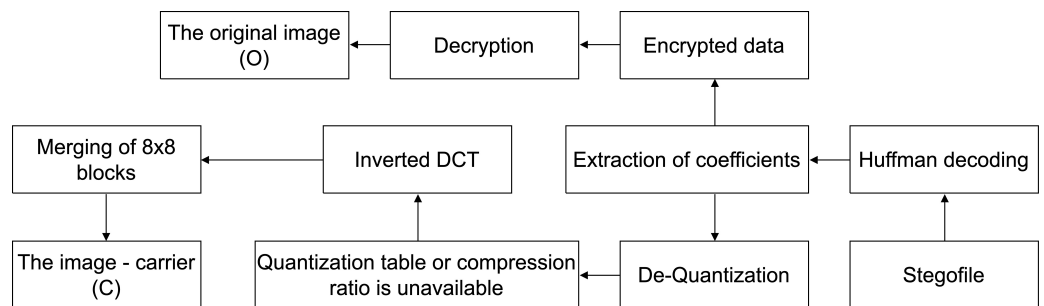 The original image
(O)
Decryption
Encrypted data
Merging of 8x8
blocks
Inverted DCT
Extraction of coefficients
Huffman decoding
The image - carrier
(C)
Quantization table or compression
ratio is unavailable
De-Quantization
Stegofile